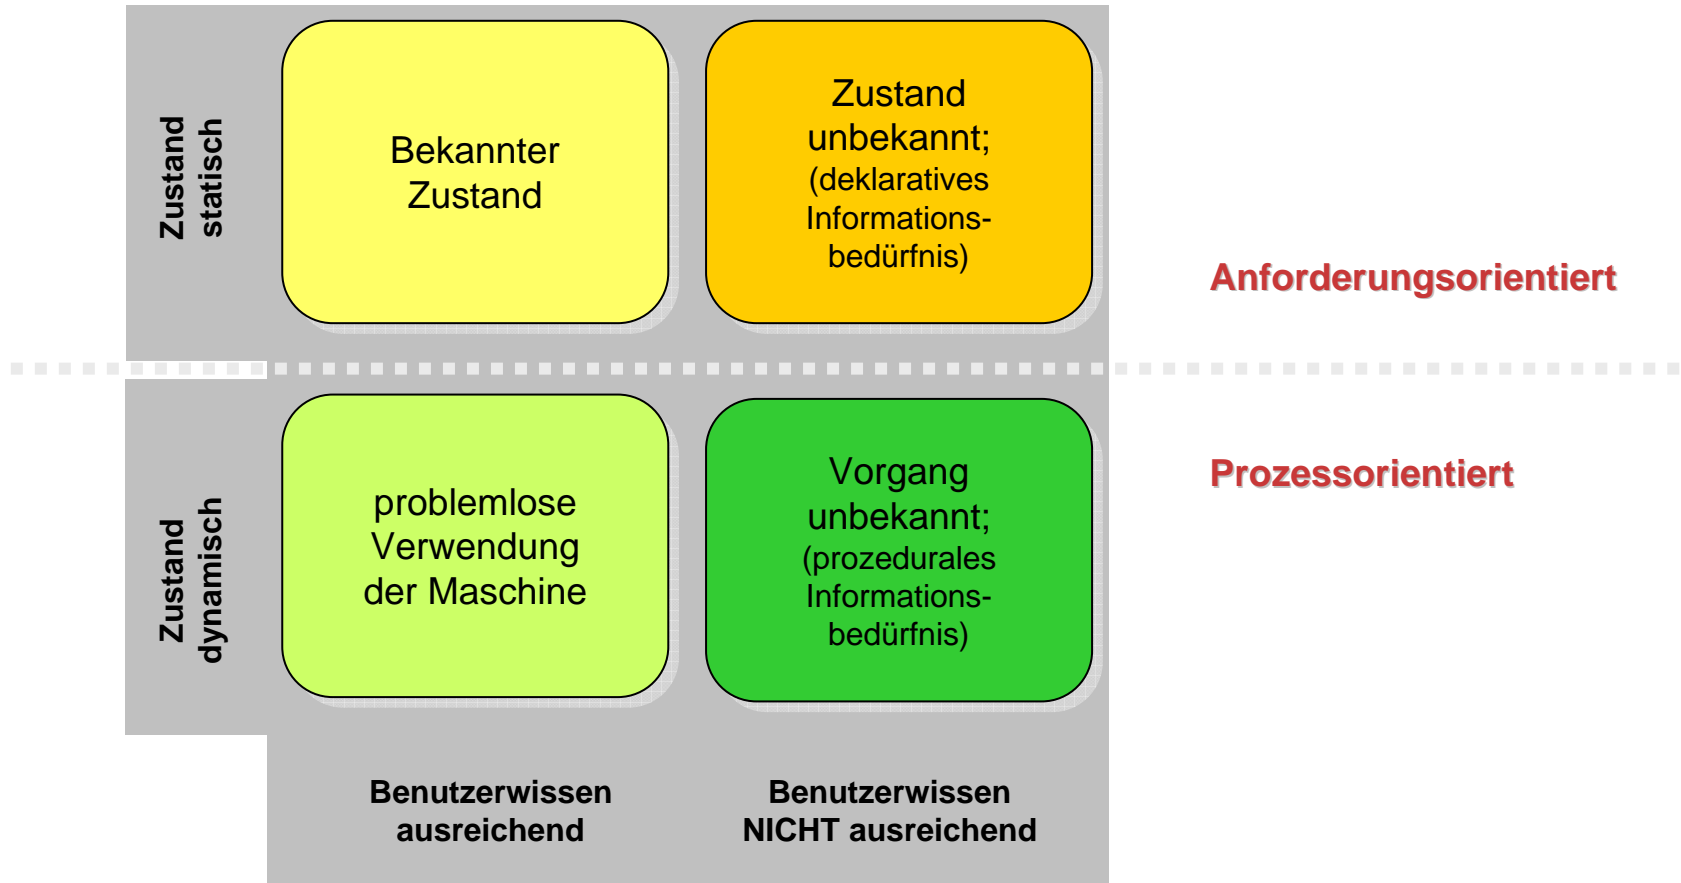 Zustand
statisch
Bekannter
Zustand
Zustand
unbekannt;
(deklaratives
Informations-
bedürfnis)
Anforderungsorientiert
Zustand
dynamisch
problemlose
Verwendung
der Maschine
Vorgang
unbekannt;
(prozedurales
Informations-
bedürfnis)
Prozessorientiert
Benutzerwissen
ausreichend
Benutzerwissen
NICHT ausreichend